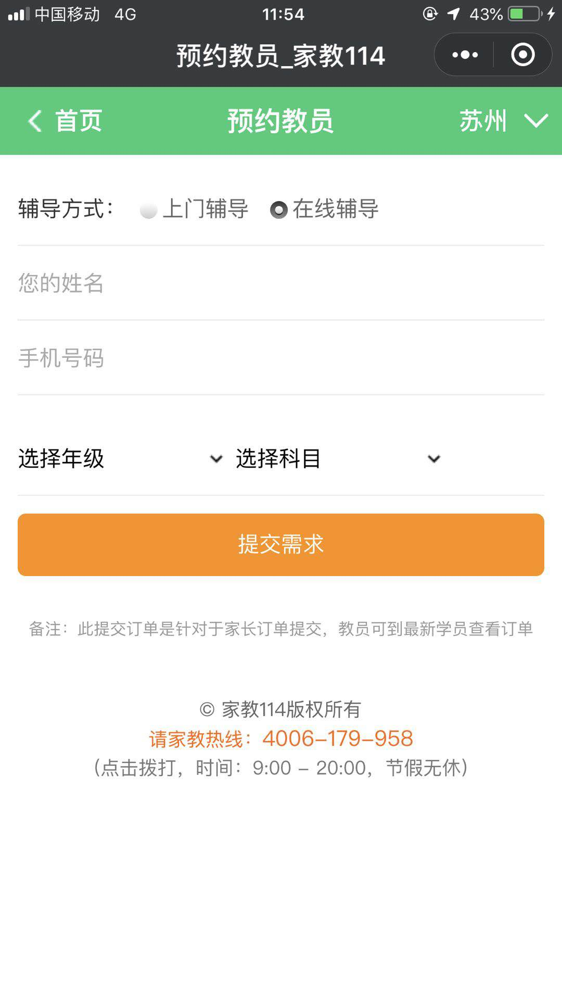 中国移动 4G 11:54 43%
预约教员_家教114
首页 预约教员 苏州
辅导方式： 上门辅导 在线辅导
您的姓名
手机号码
选择年级 选择科目
提交需求
备注：此提交订单是针对于家长订单提交，教员可到最新学员查看订单
© 家教114版权所有
请家教热线：4006-179-958
（点击拨打，时间：9:00 - 20:00，节假无休）